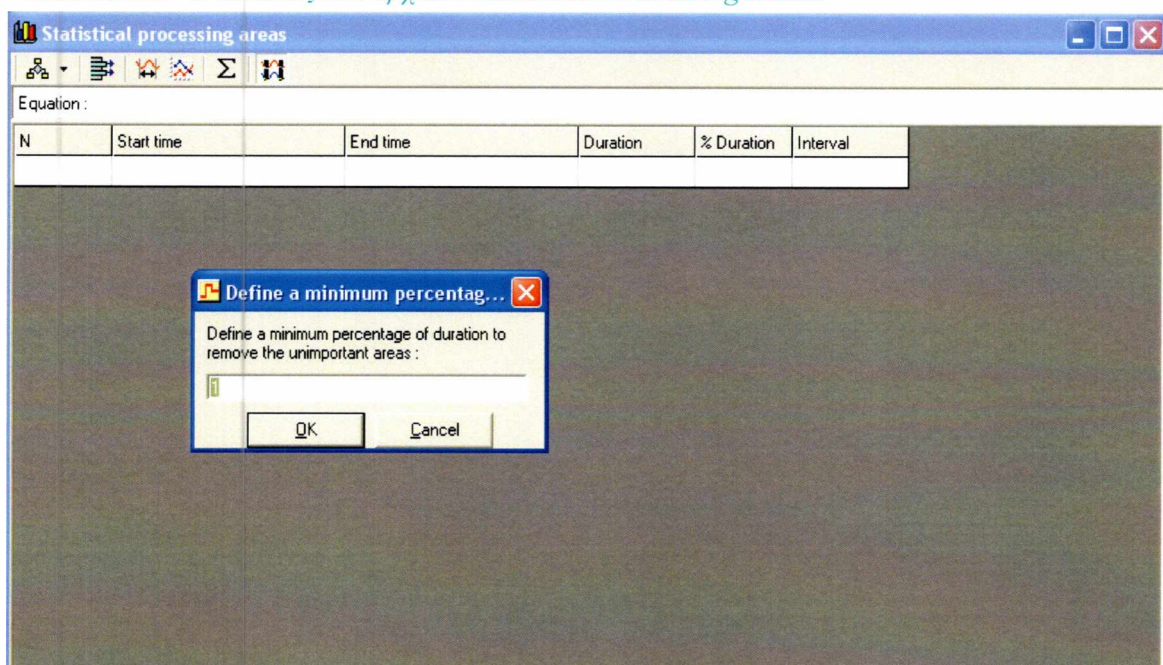 Statistical processing areas
Σ
Equation :
N Start time End time Duration % Duration Interval
Define a minimum percentag...
Define a minimum percentage of duration to
remove the unimportant areas :
1
OK Cancel